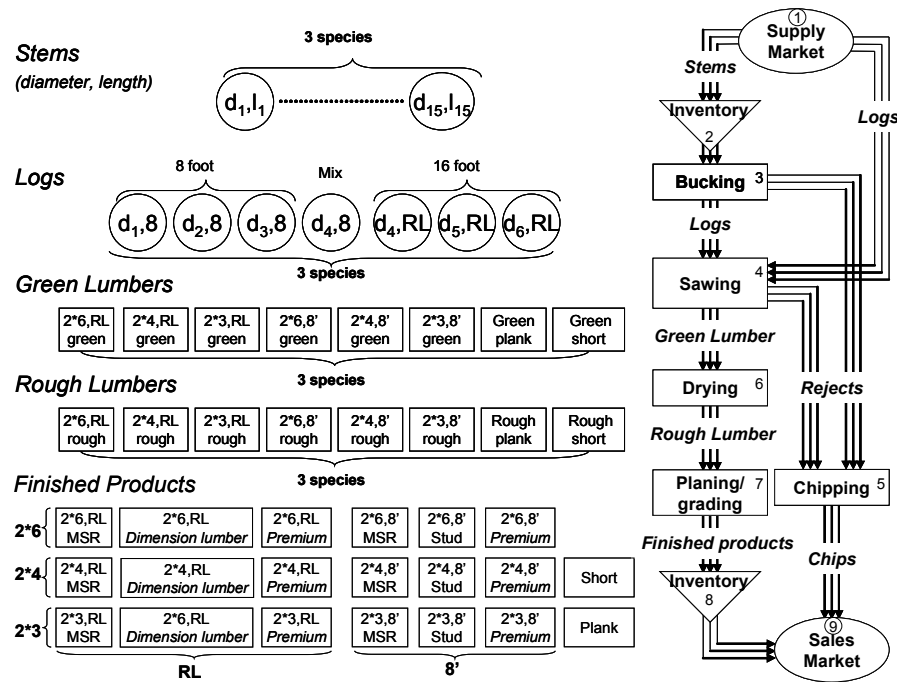 Stems
(diameter, length)
3 species
d1,l1
d15,l15
Logs
8 foot
Mix
16 foot
d1,8
d2,8
d3,8
d4,8
d4,RL
d5,RL
d6,RL
3 species
Green Lumbers
2*6,RL
green
2*4,RL
green
2*3,RL
green
2*6,8'
green
2*4,8'
green
2*3,8'
green
Green
plank
Green
short
3 species
Rough Lumbers
2*6,RL
rough
2*4,RL
rough
2*3,RL
rough
2*6,8'
rough
2*4,8'
rough
2*3,8'
rough
Rough
plank
Rough
short
3 species
Finished Products
2*6
2*6,RL
MSR
2*6,RL
Dimension lumber
2*6,RL
Premium
2*6,8'
MSR
2*6,8'
Stud
2*6,8'
Premium
2*4
2*4,RL
MSR
2*4,RL
Dimension lumber
2*4,RL
Premium
2*4,8'
MSR
2*4,8'
Stud
2*4,8'
Premium
Short
2*3
2*3,RL
MSR
2*6,RL
Dimension lumber
2*3,RL
Premium
2*3,8'
MSR
2*3,8'
Stud
2*3,8'
Premium
Plank
RL
8'
1
Supply
Market
Stems
Logs
Inventory
2
Bucking 3
Logs
Sawing 4
Green Lumber
Drying 6
Rejects
Rough Lumber
Planing/ 7
grading
Chipping 5
Finished products
Chips
Inventory
8
9
Sales
Market